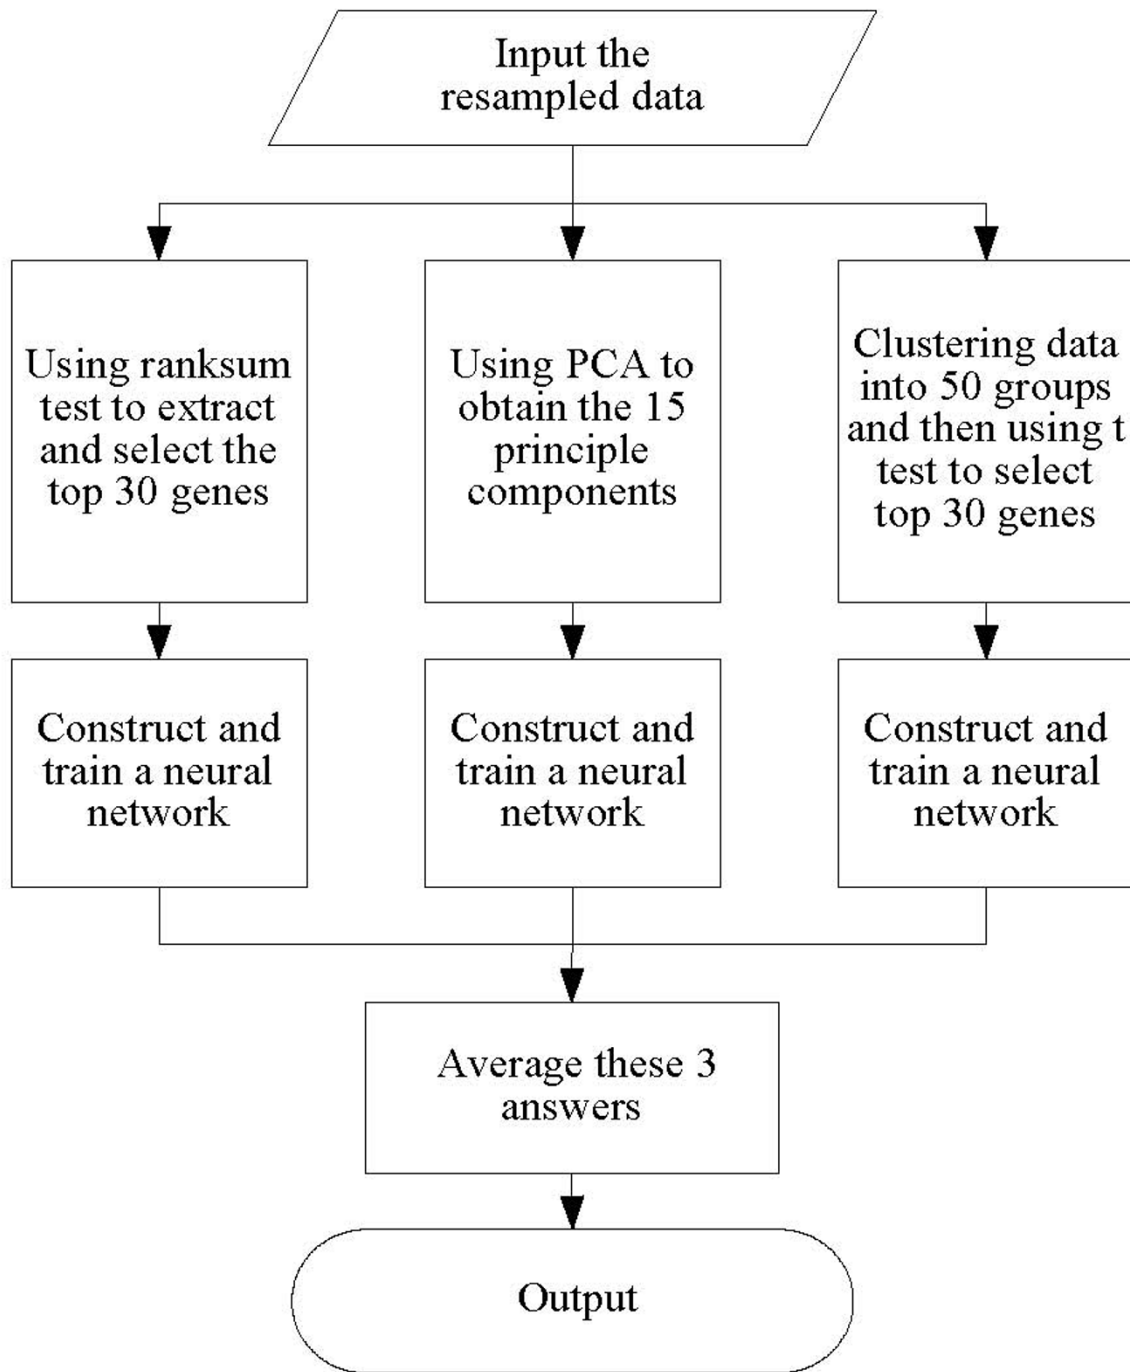 Input the
resampled data
Using ranksum
test to extract
and select the
top 30 genes
Using PCA to
obtain the 15
principle
components
Clustering data
into 50 groups
and then using t
test to select
top 30 genes
Construct and
train a neural
network
Construct and
train a neural
network
Construct and
train a neural
network
Average these 3
answers
Output